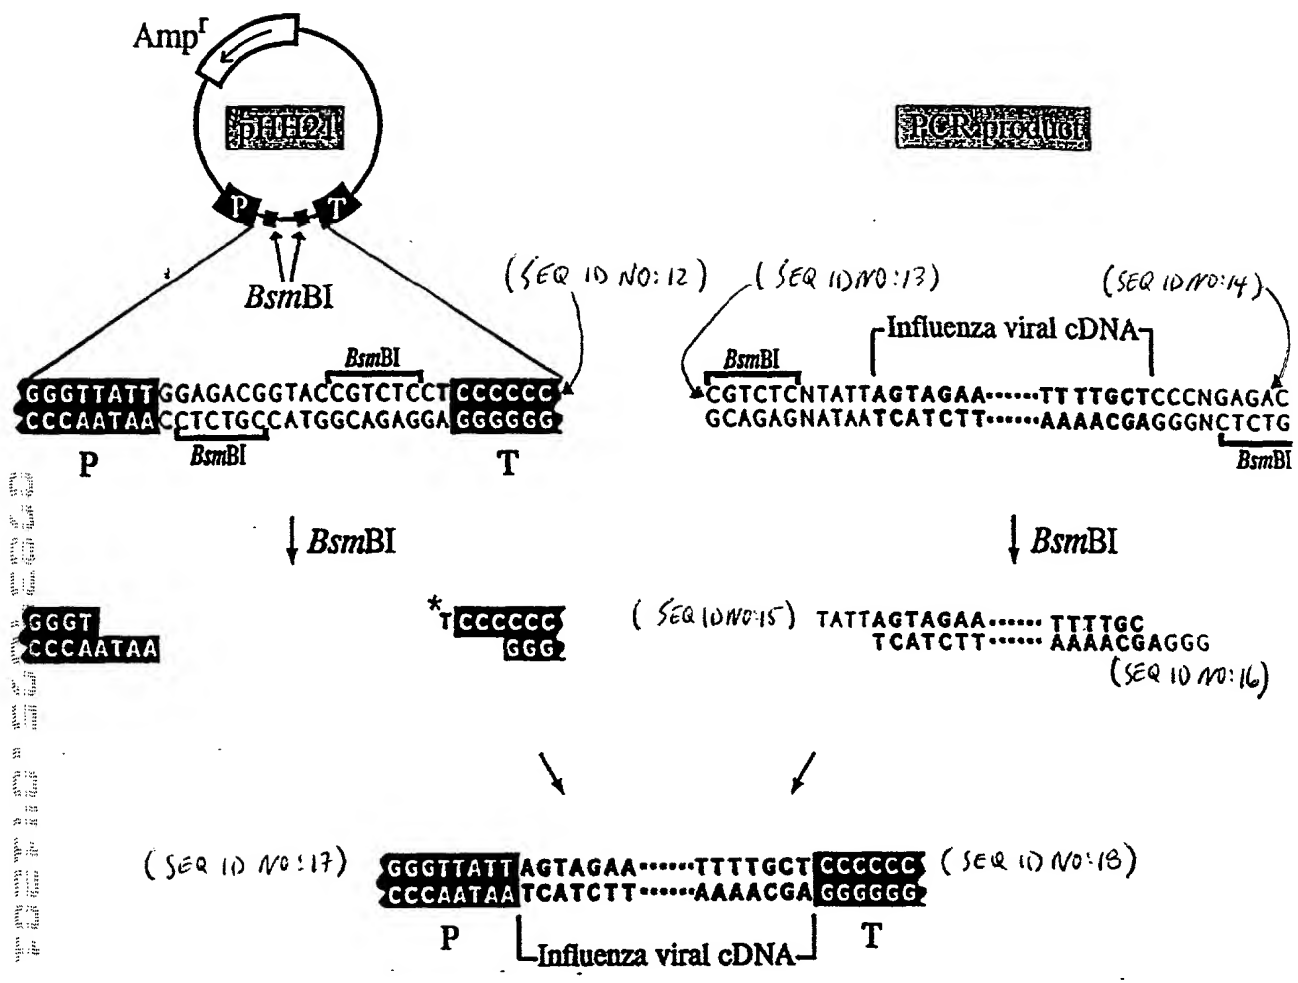 Ampʳ
pHH21
PCR product
P T
BsmBI
(SEQ ID NO:12)
(SEQ ID NO:13)
(SEQ ID NO:14)
Influenza viral cDNA
BsmBI
BsmBI
GGGTTATTGGAGACGGTACCCGTCTCCTCCCCCC
CCCAATAACCTCTGCCATGGGCAGAGGAGGGGGG
CGTCTCNTATTAGTAGAA······TTTTGCTCCCNGAGAC
GCAGAGNATAATCATCTT······AAAACGAGGGNCTCTG
BsmBI
BsmBI
P
T
BsmBI
BsmBI
GGGT
CCCAATAA
*TCCCCCC
GGG
(SEQ ID NO:15)
TATTAGTAGAA······TTTTGC
TCATCTT······AAAACGAGGG
(SEQ ID NO:16)
(SEQ ID NO:17)
GGGTTATTAGTAGAA······TTTTGCTCCCCCC
CCCAATAATCATCTT······AAAACGAGGGGGG
(SEQ ID NO:18)
P
T
Influenza viral cDNA